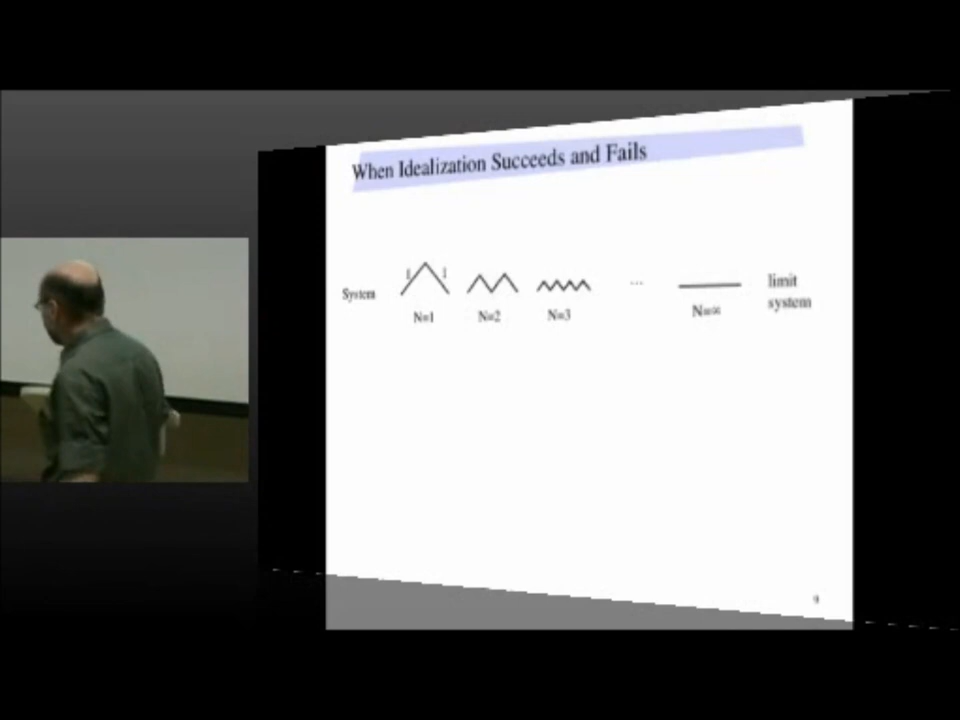 When Idealization Succeeds and Fails
1 1
System ... limit
system
N=1 N=2 N=3 N=∞
9